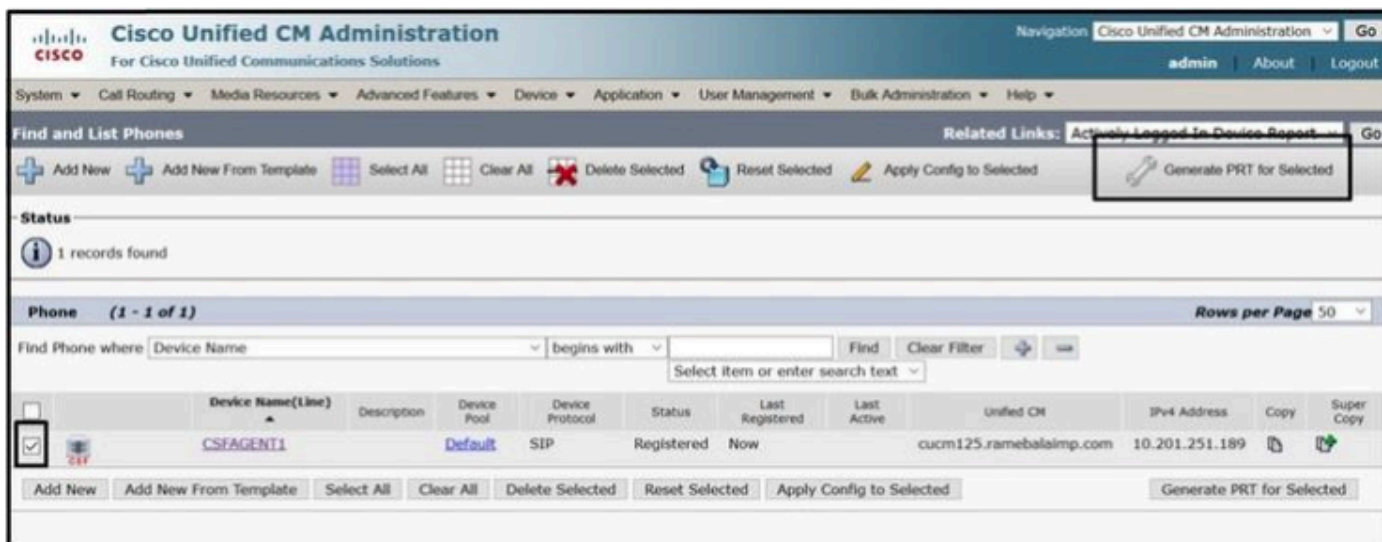 Cisco Unified CM Administration
Navigation Cisco Unified CM Administration Go
CISCO For Cisco Unified Communications Solutions
admin About Logout
System Call Routing Media Resources Advanced Features Device Application User Management Bulk Administration Help
Find and List Phones Related Links: Actively Logged In Device Report Go
Add New Add New From Template Select All Clear All Delete Selected Reset Selected Apply Config to Selected Generate PRT for Selected
Status
1 records found
Phone (1 - 1 of 1) Rows per Page 50
Find Phone where Device Name begins with Find Clear Filter
Select item or enter search text
Device Name(Line) Description Device Pool Device Protocol Status Last Registered Last Active Unified CM IPv4 Address Copy Super Copy
CSF CSFAGENT1 Default SIP Registered Now cucm125.ramebalaimp.com 10.201.251.189
Add New Add New From Template Select All Clear All Delete Selected Reset Selected Apply Config to Selected Generate PRT for Selected